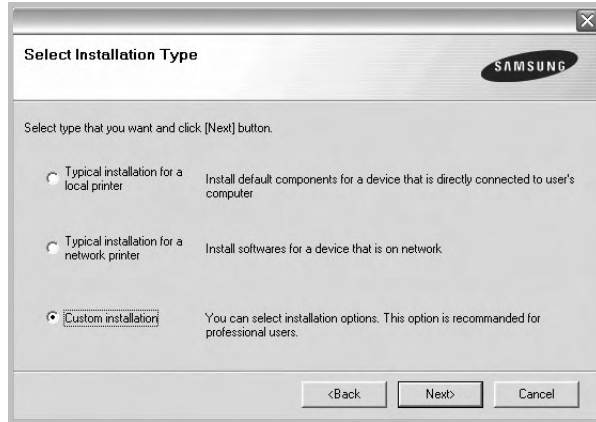 Select Installation Type
SAMSUNG
Select type that you want and click [Next] button.
Typical installation for a
local printer
Install default components for a device that is directly connected to user's
computer
Typical installation for a
network printer
Install softwares for a device that is on network
Custom installation
You can select installation options. This option is recommanded for
professional users.
<Back
Next>
Cancel